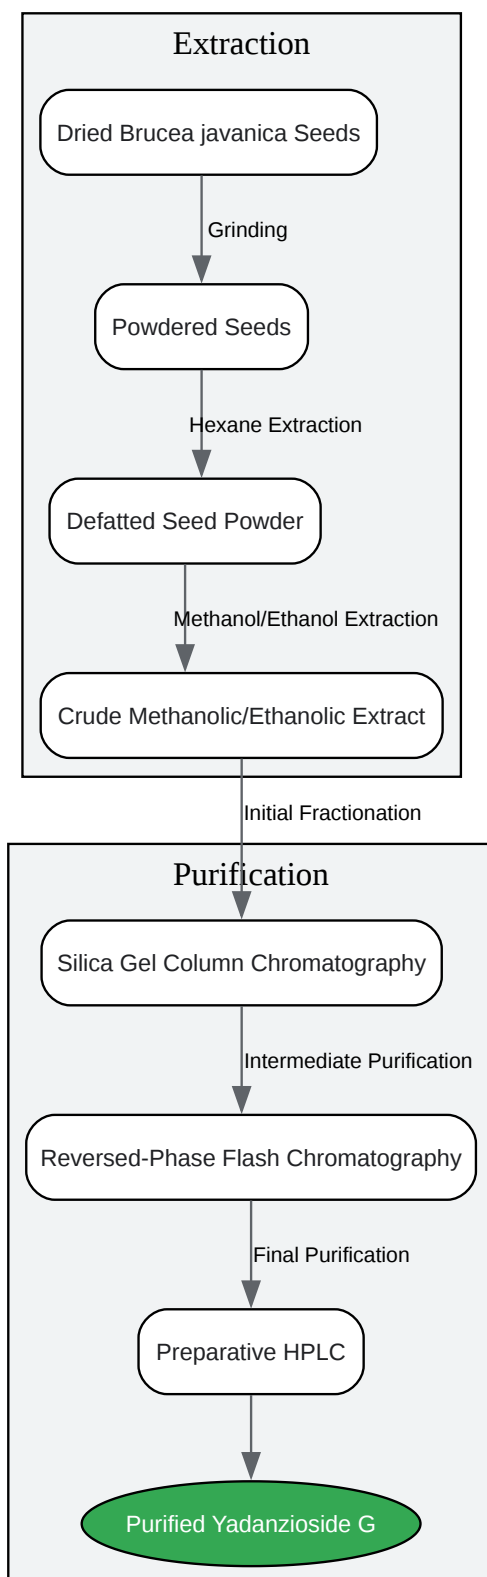 Extraction
Dried Brucea javanica Seeds
Grinding
Powdered Seeds
Hexane Extraction
Defatted Seed Powder
Methanol/Ethanol Extraction
Crude Methanolic/Ethanolic Extract
Initial Fractionation
Purification
Silica Gel Column Chromatography
Intermediate Purification
Reversed-Phase Flash Chromatography
Final Purification
Preparative HPLC
Purified Yadanzioside G